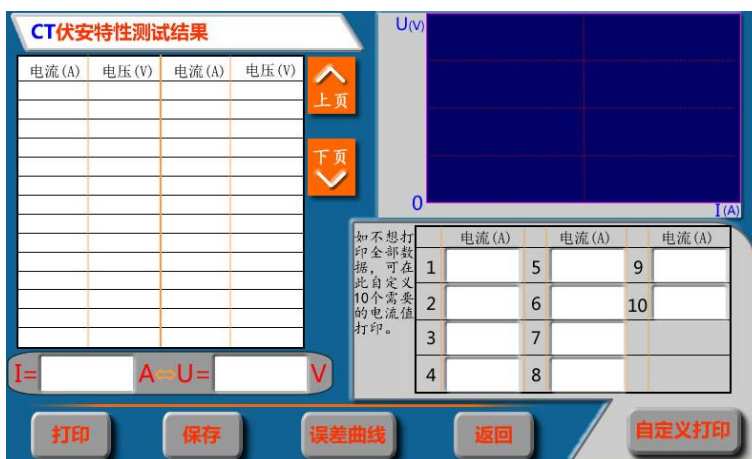 CT伏安特性测试结果
电流(A) 电压(V) 电流(A) 电压(V)
上页
下页
U(V)
0
I(A)
如不想打
印全部数
据，可在
此自定义
10个需要
的电流值
打印。
电流(A) 电流(A) 电流(A)
1 5 9
2 6 10
3 7
4 8
I= A⇔U= V
打印 保存 误差曲线 返回 自定义打印